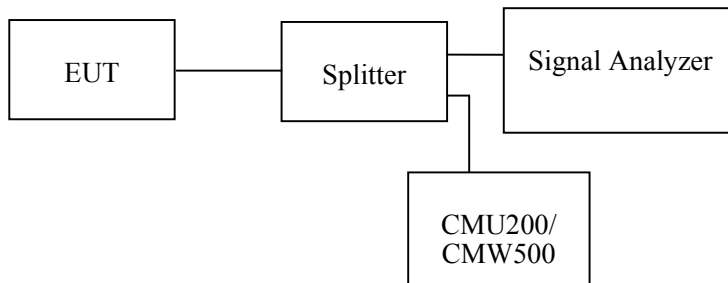 EUT
Splitter
Signal Analyzer
CMU200/
CMW500